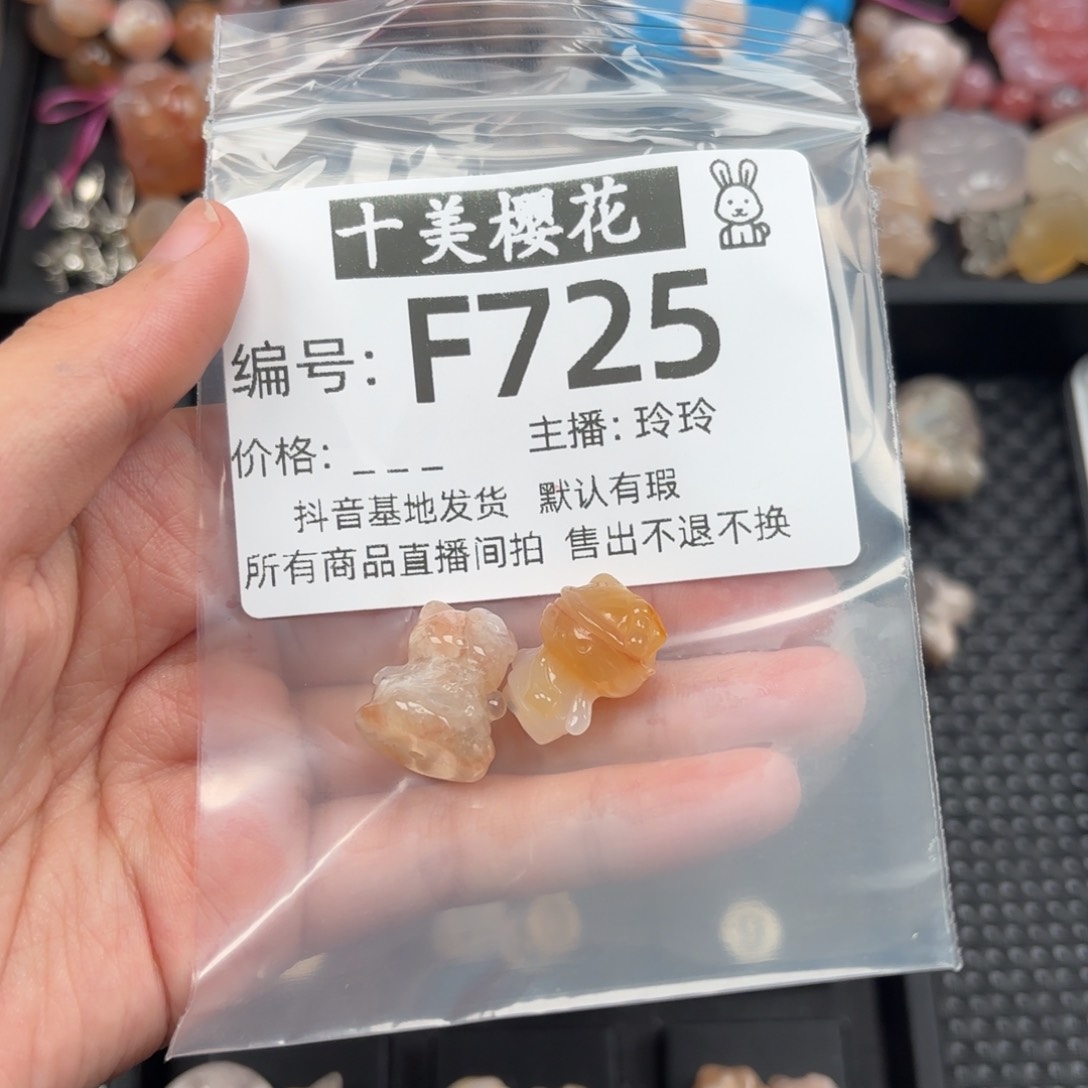 十美樱花
编号：F725
价格：_ _ _ 主播：玲玲
抖音基地发货 默认有瑕
所有商品直播间拍 售出不退不换